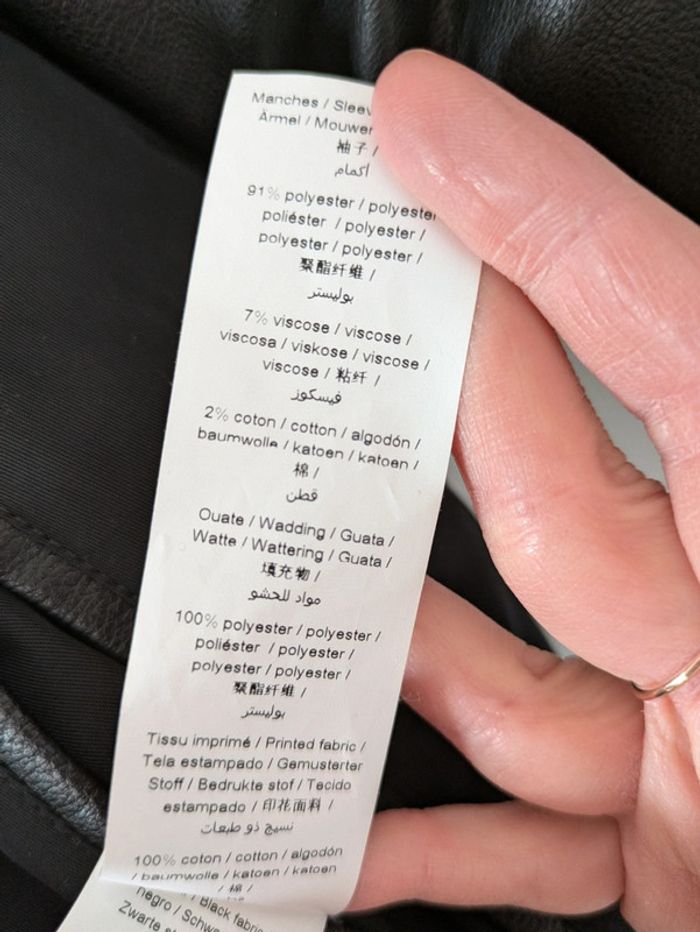 Manches /
Ärmel /
袖子 /
اكمام
91% polyester / polyester
poliéster / polyester /
polyester / polyester /
聚酯纤维 /
بوليستر
7% viscose / viscose /
viscosa / viskose / viscose /
viscose / 粘纤 /
فيسكوز
2% coton / cotton / algodón /
baumwolle / katoen / katoen /
棉 /
قطن
Ouate / Wadding / Guata /
Watte / Wattering / Guata /
填充物 /
مواد للحشو
100% polyester / polyester /
poliéster / polyester /
polyester / polyester /
聚酯纤维 /
بوليستر
Tissu imprimé / Printed fabric /
Tela estampado / Gemusterter
Stoff / Bedrukte stof / Tecido
estampado / 印花面料 /
نسيج ذو طبعات
100% coton / cotton / algodón
/ baumwolle / katoen / katoen
/ 棉 /
negro / Black
Zwarte